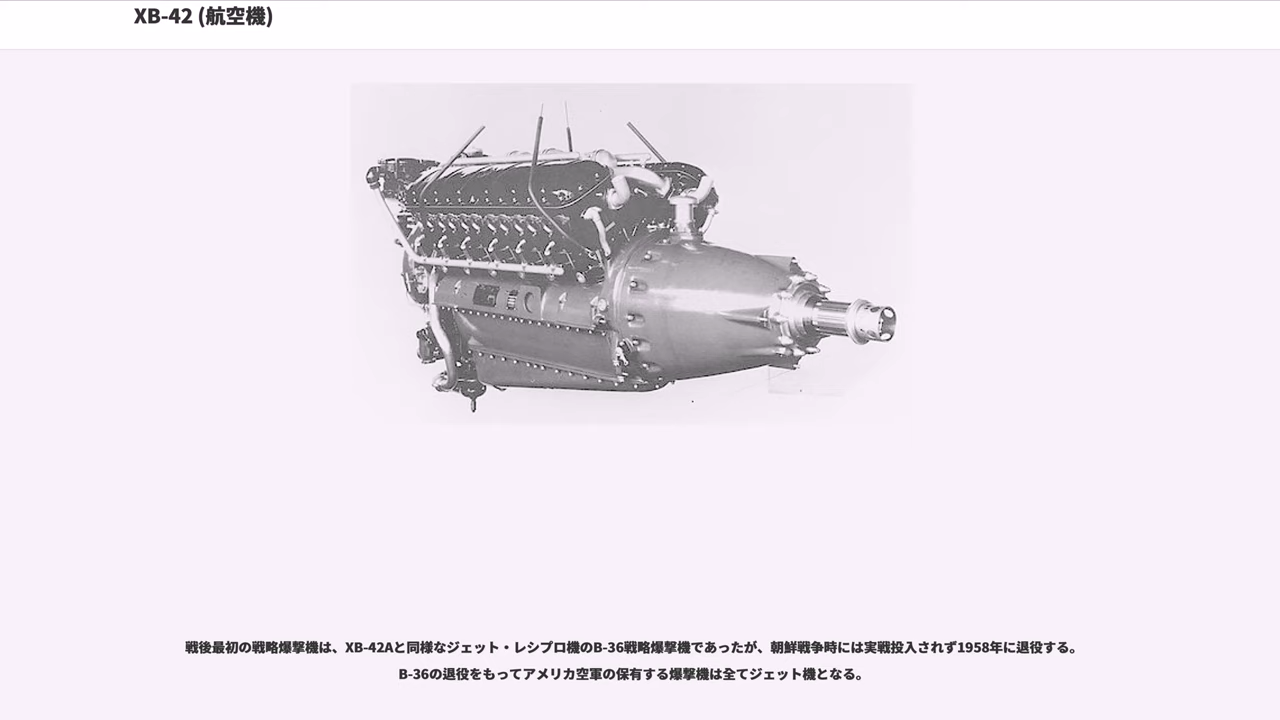 XB-42 (航空機)
戦後最初の戦略爆撃機は、XB-42Aと同様なジェット・レシプロ機のB-36戦略爆撃機であったが、朝鮮戦争時には実戦投入されず1958年に退役する。
B-36の退役をもってアメリカ空軍の保有する爆撃機は全てジェット機となる。